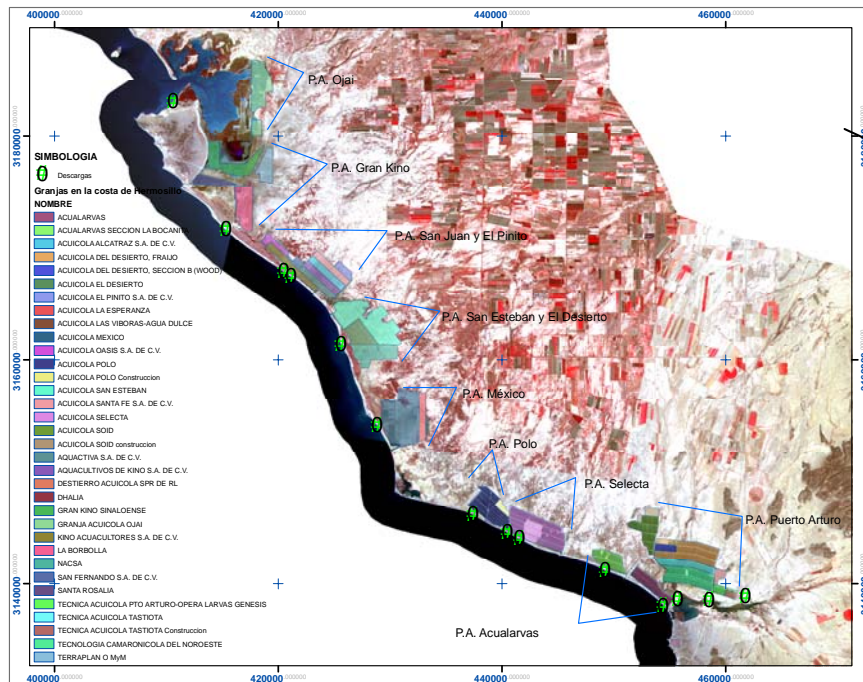 400000 420000 440000 460000
3180000
3160000
3140000
P.A. Ojai
P.A. Gran Kino
P.A. San Juan y El Pinito
P.A. San Esteban y El Desierto
P.A. México
P.A. Polo
P.A. Selecta
P.A. Puerto Arturo
P.A. Acualarvas
SIMBOLOGIA
Descargas
Granjas en la costa de Hermosillo
NOMBRE
ACUALARVAS
ACUALARVAS SECCION LA BOCANITA
ACUICOLA ALCATRAZ S.A. DE C.V.
ACUICOLA DEL DESIERTO, FRAIJO
ACUICOLA DEL DESIERTO, SECCION B (WOOD)
ACUICOLA EL DESIERTO
ACUICOLA EL PINITO S.A. DE C.V.
ACUICOLA LA ESPERANZA
ACUICOLA LAS VIBORAS-AGUA DULCE
ACUICOLA MEXICO
ACUICOLA OASIS S.A. DE C.V.
ACUICOLA POLO
ACUICOLA POLO Construccion
ACUICOLA SAN ESTEBAN
ACUICOLA SANTA FE S.A. DE C.V.
ACUICOLA SELECTA
ACUICOLA SOID
ACUICOLA SOID construccion
AQUACTIVA S.A. DE C.V.
AQUACULTIVOS DE KINO S.A. DE C.V.
DESTIERRO ACUICOLA SPR DE RL
DHALIA
GRAN KINO SINALOENSE
GRANJA ACUICOLA OJAI
KINO ACUACULTORES S.A. DE C.V.
LA BORBOLLA
NACSA
SAN FERNANDO S.A. DE C.V.
SANTA ROSALIA
TECNICA ACUICOLA PTO ARTURO-OPERA LARVAS GENESIS
TECNICA ACUICOLA TASTIOTA
TECNICA ACUICOLA TASTIOTA Construccion
TECNOLOGIA CAMARONICOLA DEL NOROESTE
TERRAPLAN O MyM
400000 420000 440000 460000